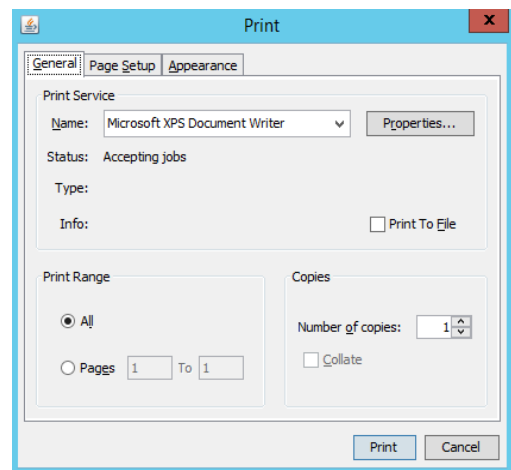 Print
X
General Page Setup Appearance
Print Service
Name: Microsoft XPS Document Writer Properties...
Status: Accepting jobs
Type:
Info: Print To File
Print Range Copies
All Number of copies: 1
Pages 1 To 1 Collate
Print Cancel